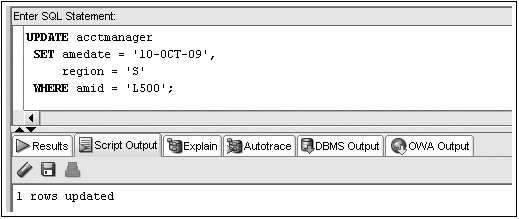 Enter SQL Statement:
UPDATE acctmanager
SET amedate = '10-OCT-09',
region = 'S'
WHERE amid = 'L500';
Results Script Output Explain Autotrace DBMS Output OWA Output
1 rows updated